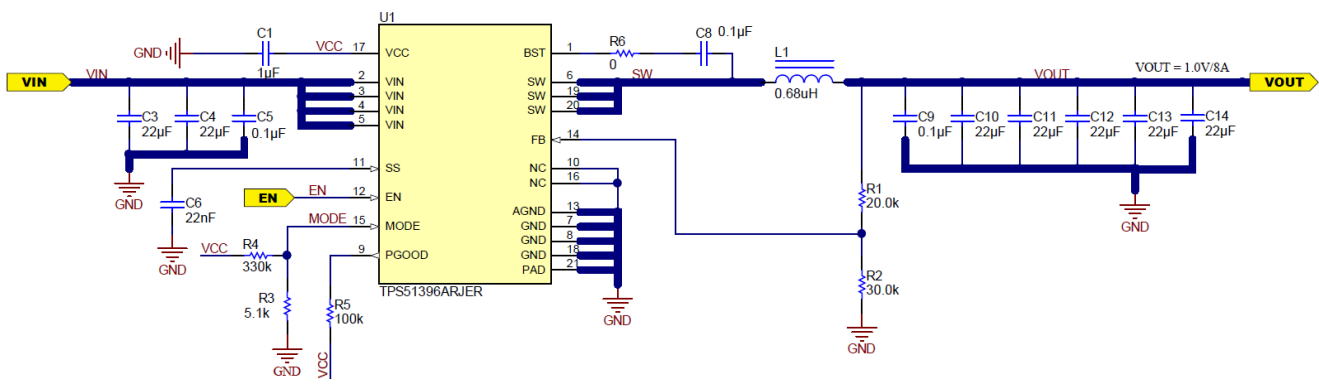 U1
C1
GND
VCC
1µF
17
VCC
BST
1
R6
0
C8
0.1µF
VIN
VIN
2
VIN
3
VIN
4
VIN
5
VIN
SW
6
SW
19
SW
20
SW
L1
0.68uH
VOUT
VOUT = 1.0V/8A
VOUT
C3
22µF
C4
22µF
C5
0.1µF
GND
FB
14
C9
0.1µF
C10
22µF
C11
22µF
C12
22µF
C13
22µF
C14
22µF
GND
11
SS
C6
22nF
GND
EN
EN
12
EN
MODE
15
MODE
VCC
R4
330k
9
PGOOD
R3
5.1k
GND
R5
100k
VCC
NC
10
NC
16
AGND
13
GND
7
GND
8
GND
18
PAD
21
GND
TPS51396ARJER
R1
20.0k
R2
30.0k
GND